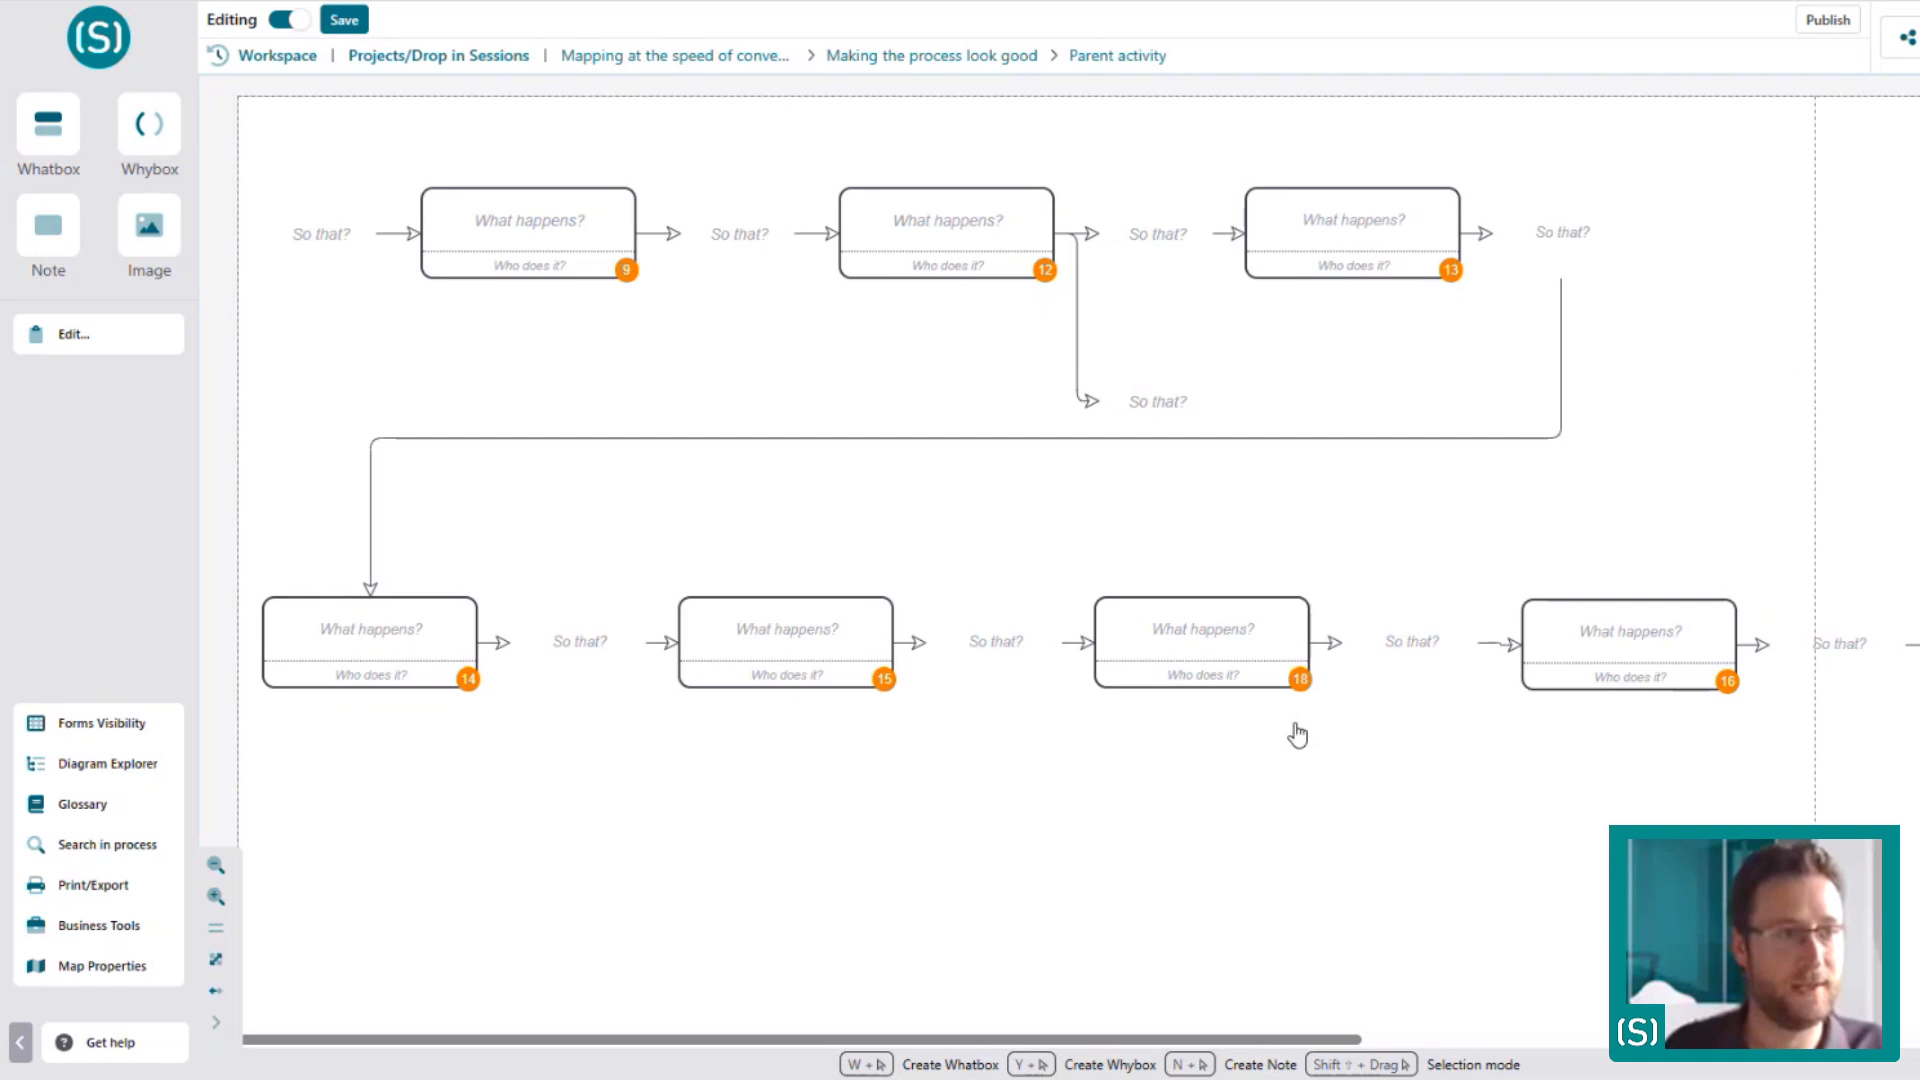 (S)
Editing
Save
Publish
Workspace | Projects/Drop in Sessions | Mapping at the speed of conve... > Making the process look good > Parent activity
Whatbox
Whybox
Note
Image
Edit...
So that?
What happens?
Who does it?
9
So that?
What happens?
Who does it?
12
So that?
What happens?
Who does it?
13
So that?
So that?
What happens?
Who does it?
14
So that?
What happens?
Who does it?
15
So that?
What happens?
Who does it?
18
So that?
What happens?
Who does it?
16
So that?
Forms Visibility
Diagram Explorer
Glossary
Search in process
Print/Export
Business Tools
Map Properties
Get help
W + Create Whatbox Y + Create Whybox N + Create Note Shift ⇧ + Drag Selection mode
(S)